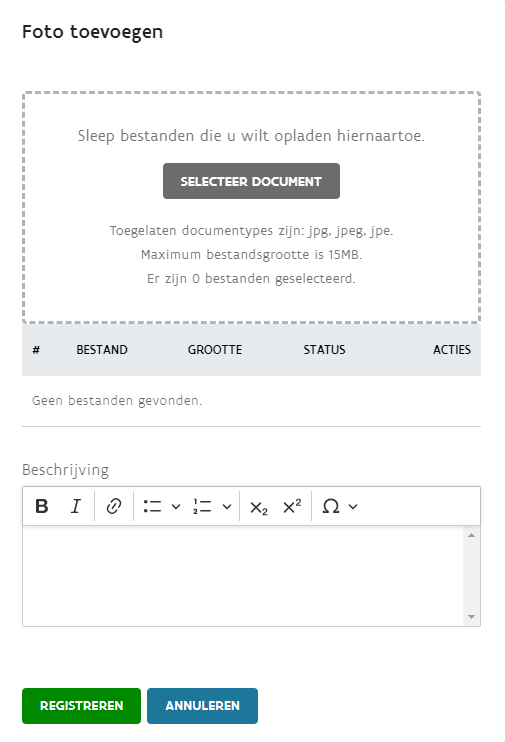 Foto toevoegen
Sleep bestanden die u wilt opladen hiernaartoe.
SELECTEER DOCUMENT
Toegelaten documentypes zijn: jpg, jpeg, jpe.
Maximum bestandsgrootte is 15MB.
Er zijn 0 bestanden geselecteerd.
# BESTAND GROOTTE STATUS ACTIES
Geen bestanden gevonden.
Beschrijving
REGISTREREN ANNULEREN